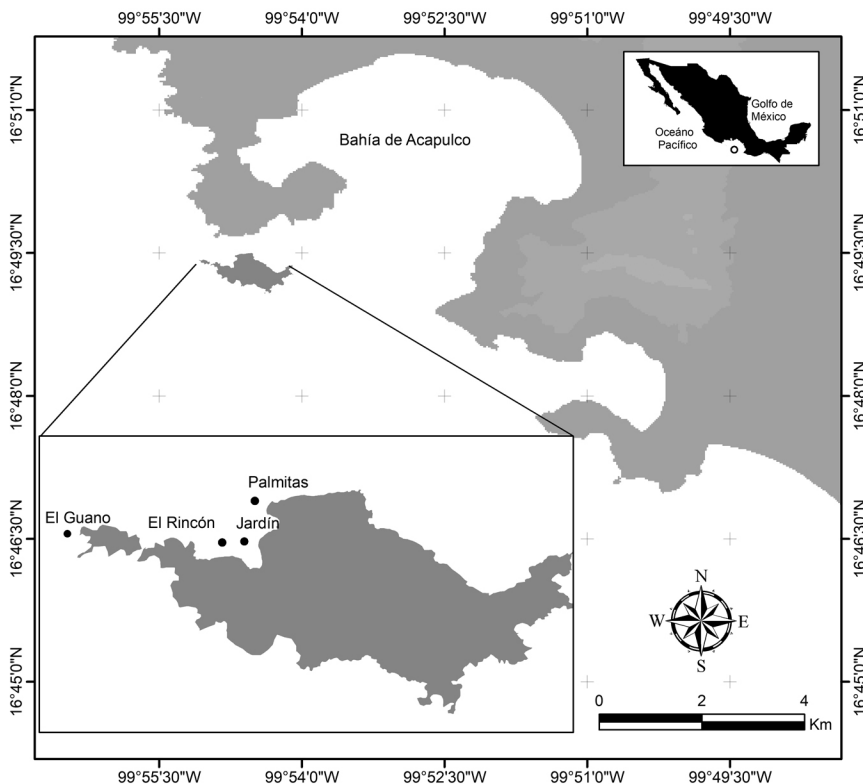 99°55'30"W 99°54'0"W 99°52'30"W 99°51'0"W 99°49'30"W
16°51'0"N
16°49'30"N
16°48'0"N
16°46'30"N
16°45'0"N
Bahía de Acapulco
Golfo de
México
Oceáno
Pacífico
16°51'0"N
16°49'30"N
16°48'0"N
16°46'30"N
16°45'0"N
Palmitas
El Guano
El Rincón
Jardín
N
W
E
S
0 2 4
Km
99°55'30"W 99°54'0"W 99°52'30"W 99°51'0"W 99°49'30"W